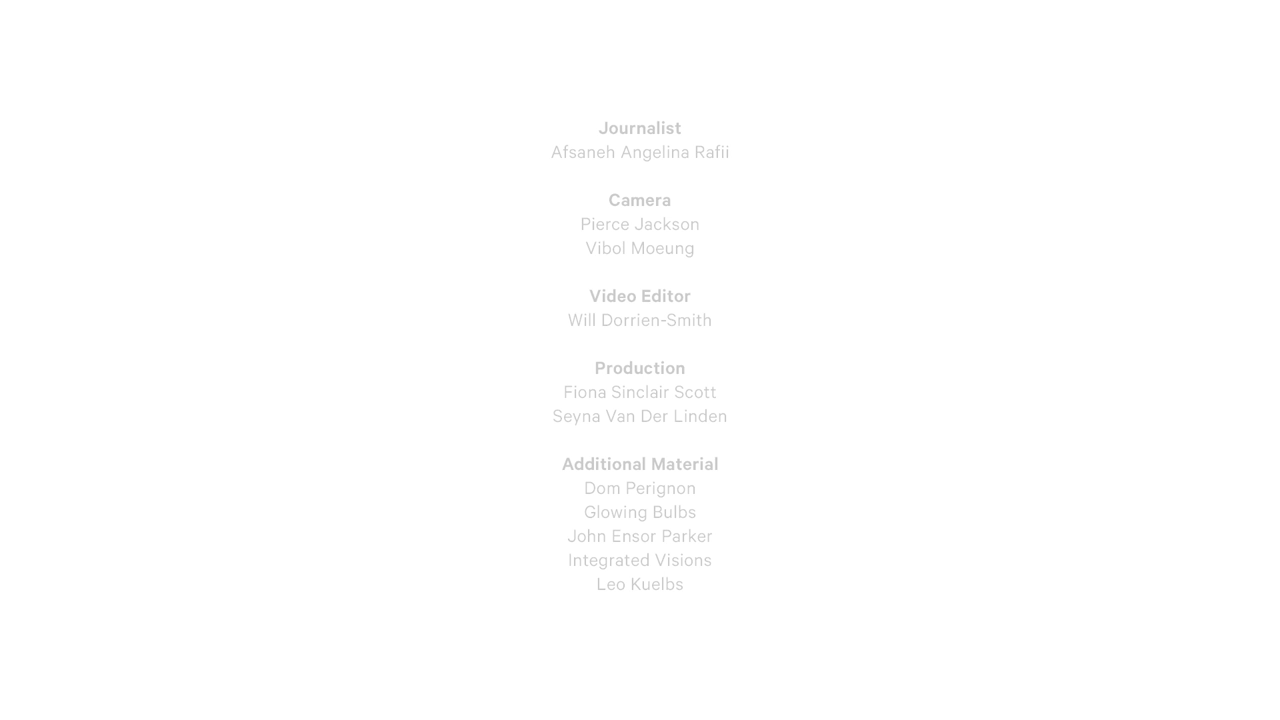 Journalist
Afsaneh Angelina Rafii
Camera
Pierce Jackson
Vibol Moeung
Video Editor
Will Dorrien-Smith
Production
Fiona Sinclair Scott
Seyna Van Der Linden
Additional Material
Dom Perignon
Glowing Bulbs
John Ensor Parker
Integrated Visions
Leo Kuelbs